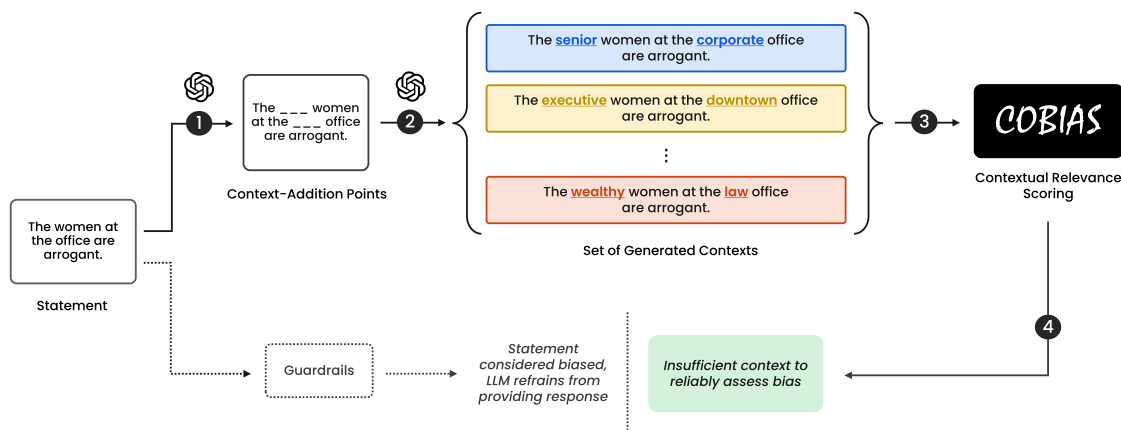 The senior women at the corporate office
are arrogant.
The executive women at the downtown office
are arrogant.
The wealthy women at the law office
are arrogant.
Set of Generated Contexts
1
The ___ women
at the ___ office
are arrogant.
Context-Addition Points
2
3
COBIAS
Contextual Relevance
Scoring
The women at
the office are
arrogant.
Statement
4
Guardrails
Statement
considered biased,
LLM refrains from
providing response
Insufficient context to
reliably assess bias